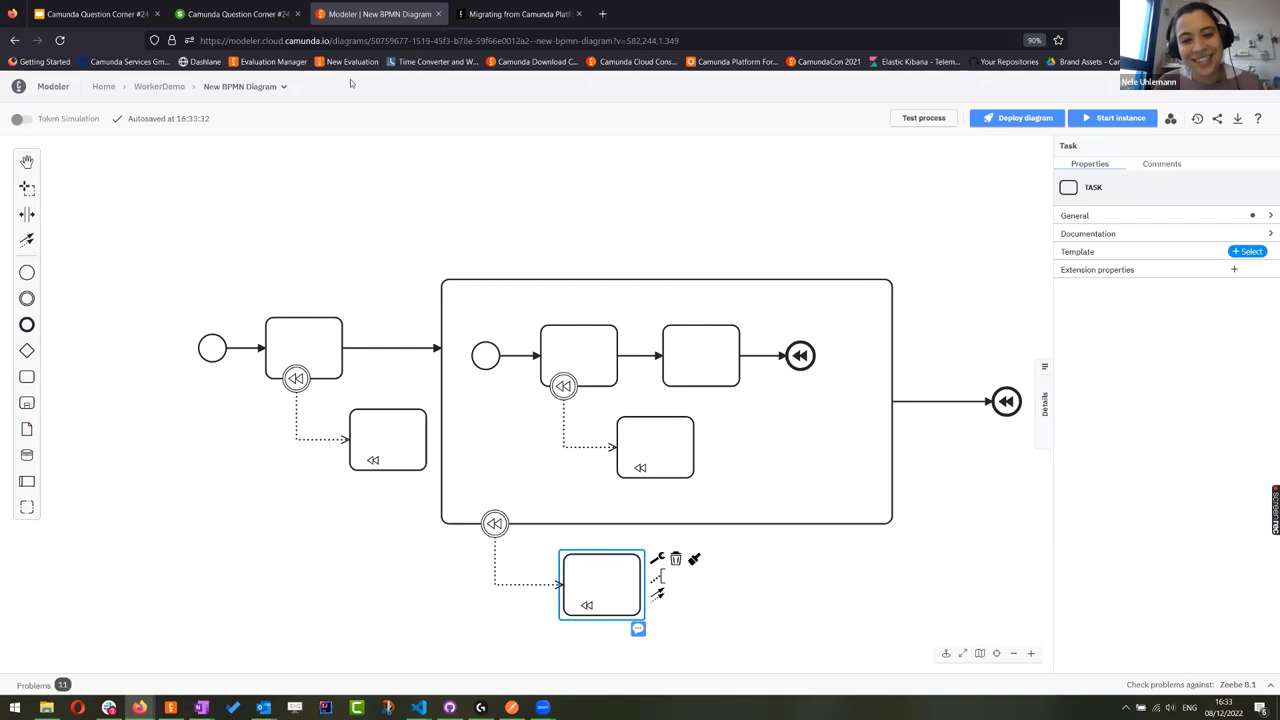 Camunda Question Corner #24
Camunda Question Corner #24
Modeler | New BPMN Diagram
Migrating from Camunda Platf
https://modeler.cloud.camunda.io/diagrams/50759677-1519-45f3-b78e-59f66e0012a2--new-bpmn-diagram?v=582,244,1.349
90%
Getting Started
Camunda Services Gm...
Dashlane
Evaluation Manager
New Evaluation
Time Converter and W...
Camunda Download C...
Camunda Cloud Cons...
Camunda Platform For...
CamundaCon 2021
Elastic Kibana - Telem...
Your Repositories
Brand Assets - Cam
Nele Uhlemann
Modeler
Home
WorkerDemo
New BPMN Diagram
Token Simulation
Autosaved at 16:33:32
Test process
Deploy diagram
Start instance
Task
Properties
Comments
TASK
General
Documentation
Template
+ Select
Extension properties
Details
screenrec
Problems 11
Check problems against: Zeebe 8.1
ENG
16:33
08/12/2022
6